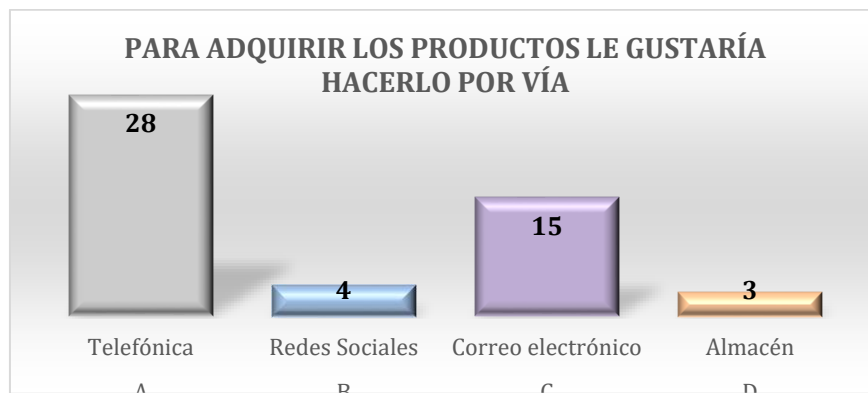 PARA ADQUIRIR LOS PRODUCTOS LE GUSTARÍA
HACERLO POR VÍA
28
4
15
3
Telefónica Redes Sociales Correo electrónico Almacén
A B C D